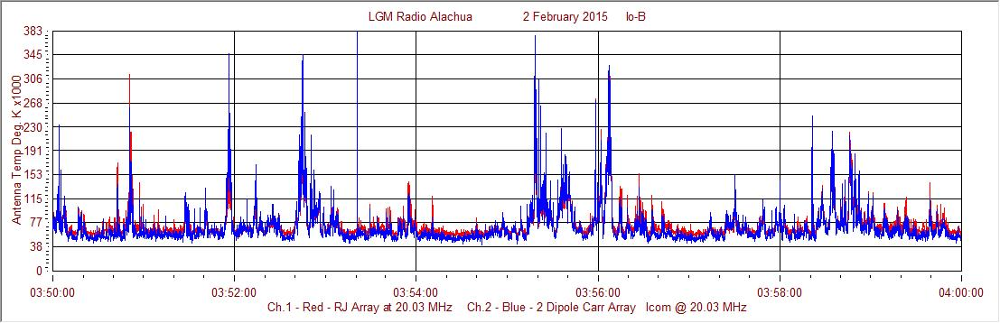 LGM Radio Alachua 2 February 2015 Io-B
Antenna Temp Deg. K x1000
383
345
306
268
230
191
153
115
77
38
0
03:50:00 03:52:00 03:54:00 03:56:00 03:58:00 04:00:00
Ch.1 - Red - RJ Array at 20.03 MHz Ch.2 - Blue - 2 Dipole Carr Array Icom @ 20.03 MHz